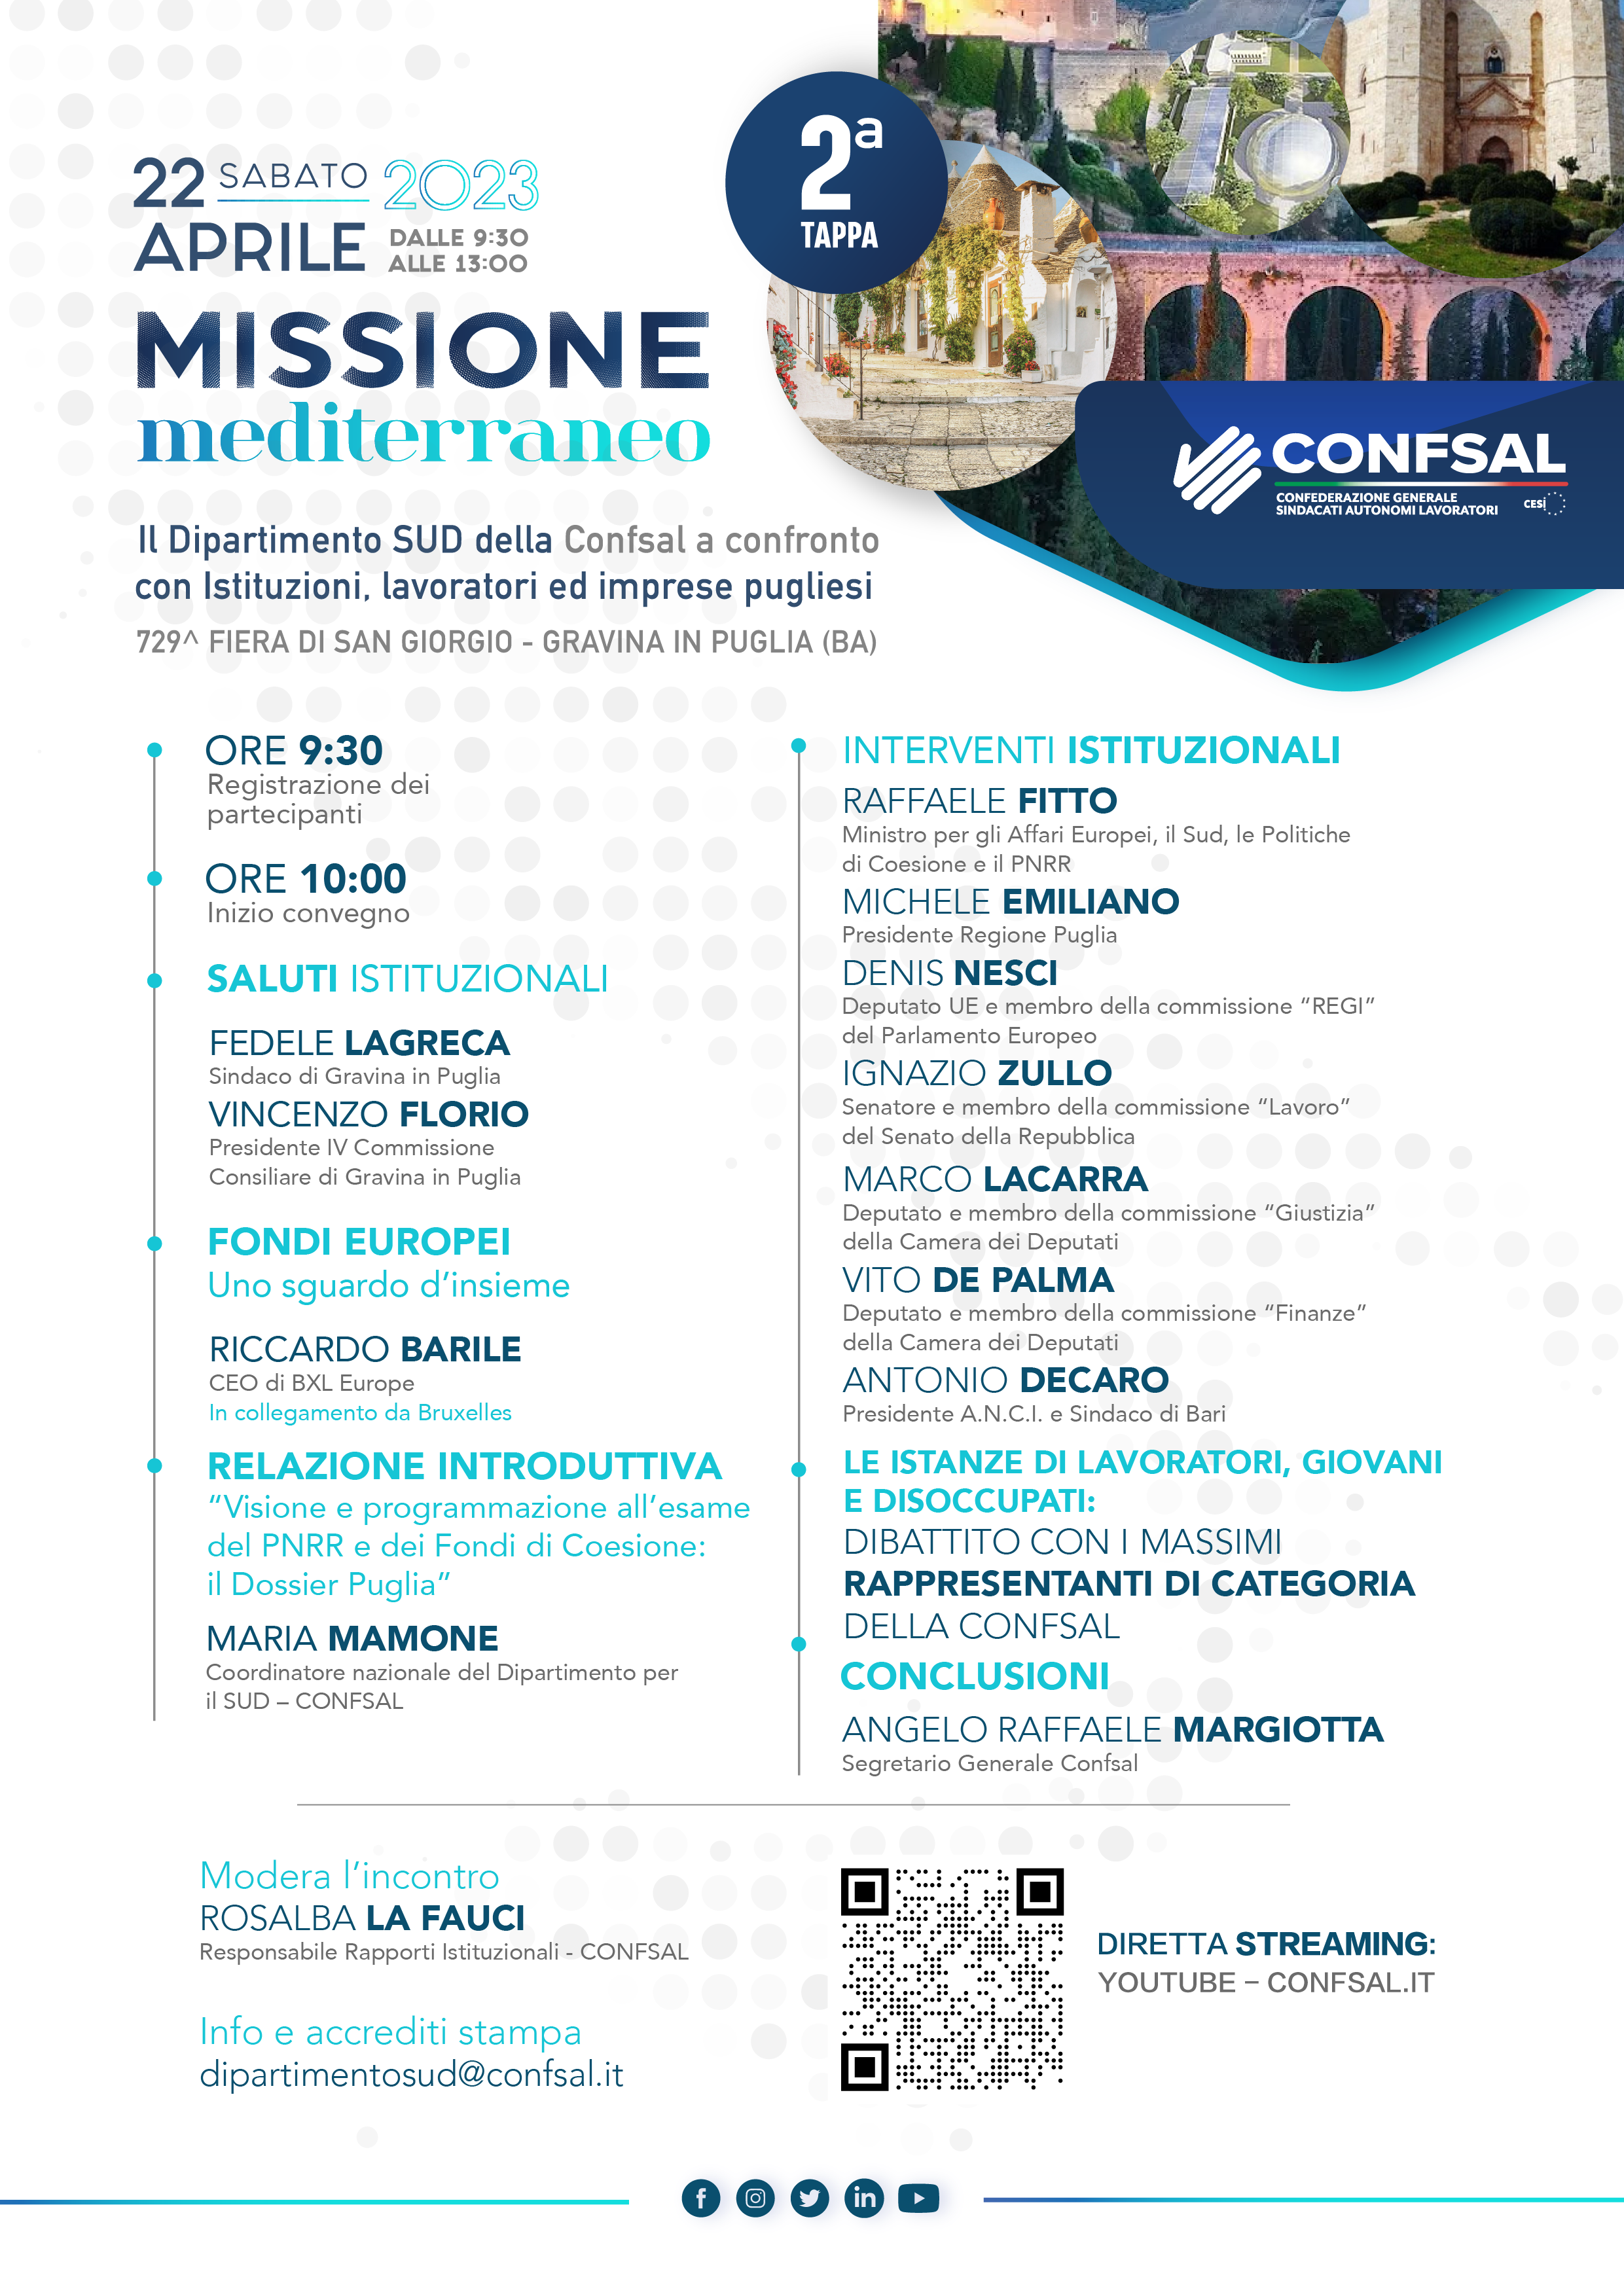 22 SABATO 2023
APRILE DALLE 9:30
ALLE 13:00
2ª
TAPPA
MISSIONE
mediterraneo
CONFSAL
CONFEDERAZIONE GENERALE
SINDACATI AUTONOMI LAVORATORI
CESI
Il Dipartimento SUD della Confsal a confronto
con Istituzioni, lavoratori ed imprese pugliesi
729^ FIERA DI SAN GIORGIO - GRAVINA IN PUGLIA (BA)
ORE 9:30
Registrazione dei
partecipanti
ORE 10:00
Inizio convegno
SALUTI ISTITUZIONALI
FEDELE LAGRECA
Sindaco di Gravina in Puglia
VINCENZO FLORIO
Presidente IV Commissione
Consiliare di Gravina in Puglia
FONDI EUROPEI
Uno sguardo d’insieme
RICCARDO BARILE
CEO di BXL Europe
In collegamento da Bruxelles
RELAZIONE INTRODUTTIVA
“Visione e programmazione all’esame
del PNRR e dei Fondi di Coesione:
il Dossier Puglia”
MARIA MAMONE
Coordinatore nazionale del Dipartimento per
il SUD – CONFSAL
INTERVENTI ISTITUZIONALI
RAFFAELE FITTO
Ministro per gli Affari Europei, il Sud, le Politiche
di Coesione e il PNRR
MICHELE EMILIANO
Presidente Regione Puglia
DENIS NESCI
Deputato UE e membro della commissione “REGI”
del Parlamento Europeo
IGNAZIO ZULLO
Senatore e membro della commissione “Lavoro”
del Senato della Repubblica
MARCO LACARRA
Deputato e membro della commissione “Giustizia”
della Camera dei Deputati
VITO DE PALMA
Deputato e membro della commissione “Finanze”
della Camera dei Deputati
ANTONIO DECARO
Presidente A.N.C.I. e Sindaco di Bari
LE ISTANZE DI LAVORATORI, GIOVANI
E DISOCCUPATI:
DIBATTITO CON I MASSIMI
RAPPRESENTANTI DI CATEGORIA
DELLA CONFSAL
CONCLUSIONI
ANGELO RAFFAELE MARGIOTTA
Segretario Generale Confsal
Modera l’incontro
ROSALBA LA FAUCI
Responsabile Rapporti Istituzionali - CONFSAL
Info e accrediti stampa
dipartimentosud@confsal.it
DIRETTA STREAMING:
YOUTUBE – CONFSAL.IT